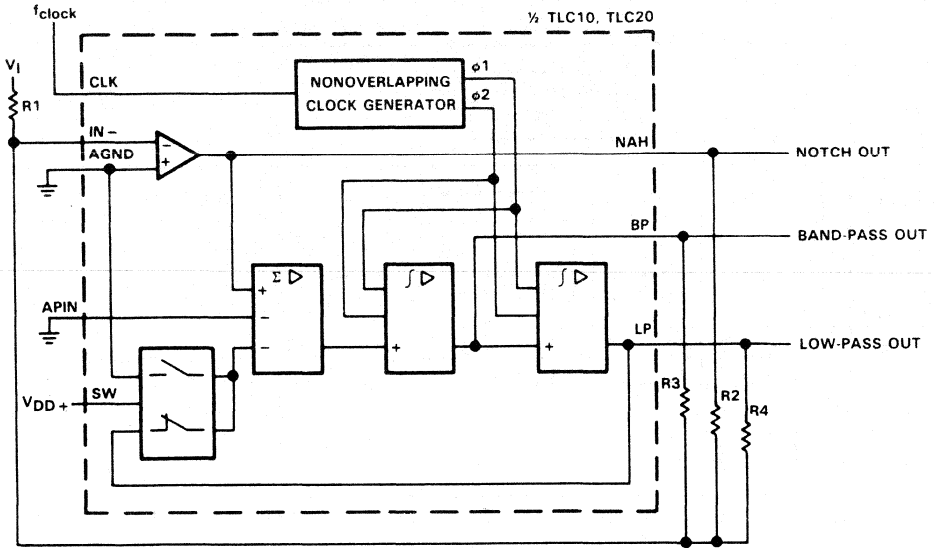 fclock
½ TLC10, TLC20
VI
R1
CLK
NONOVERLAPPING
CLOCK GENERATOR
ϕ1
ϕ2
IN −
AGND
−
+
NAH
NOTCH OUT
BP
BAND-PASS OUT
Σ ▷
∫ ▷
∫ ▷
+
APIN
−
−
+
+
LP
LOW-PASS OUT
VDD +
SW
R3
R2
R4